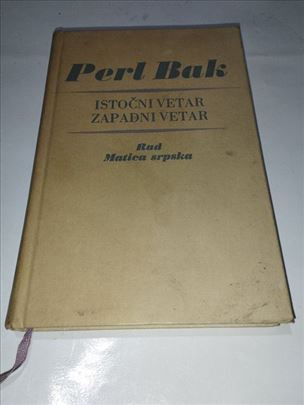 Perl Bak
ISTOČNI VETAR
ZAPADNI VETAR
Rad
Matica srpska